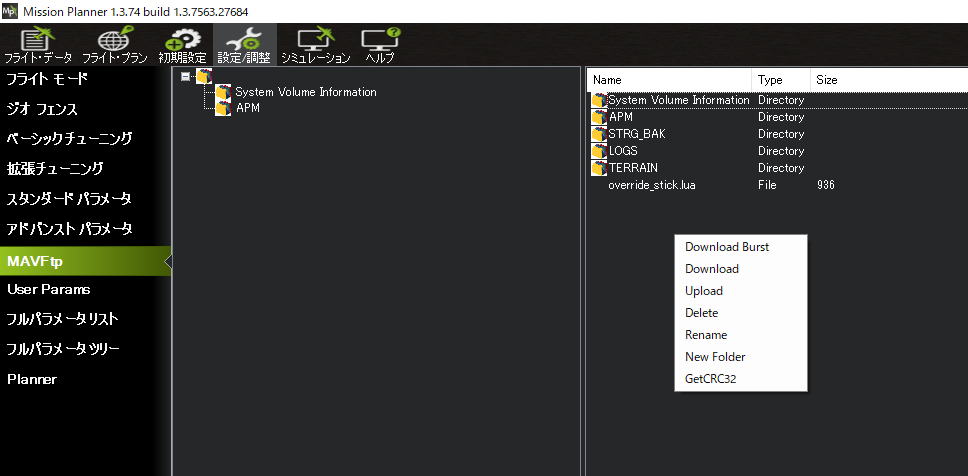 Mission Planner 1.3.74 build 1.3.7563.27684
フライト・データ フライト・プラン 初期設定 設定/調整 シミュレーション ヘルプ
フライト モード
ジオ フェンス
ベーシックチューニング
拡張チューニング
スタンダード パラメータ
アドバンスト パラメータ
MAVFtp
User Params
フルパラメータリスト
フルパラメータツリー
Planner
System Volume Information
APM
Name Type Size
System Volume Information Directory
APM Directory
STRG_BAK Directory
LOGS Directory
TERRAIN Directory
override_stick.lua File 936
Download Burst
Download
Upload
Delete
Rename
New Folder
GetCRC32